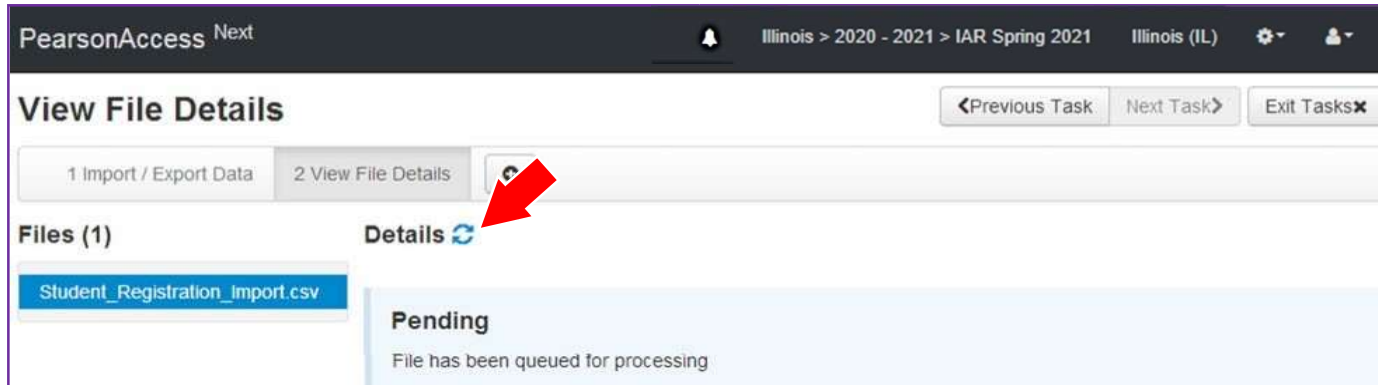 PearsonAccess Next Illinois > 2020 - 2021 > IAR Spring 2021 Illinois (IL)
View File Details Previous Task Next Task Exit Tasks
1 Import / Export Data 2 View File Details
Files (1) Details
Student_Registration_Import.csv
Pending
File has been queued for processing